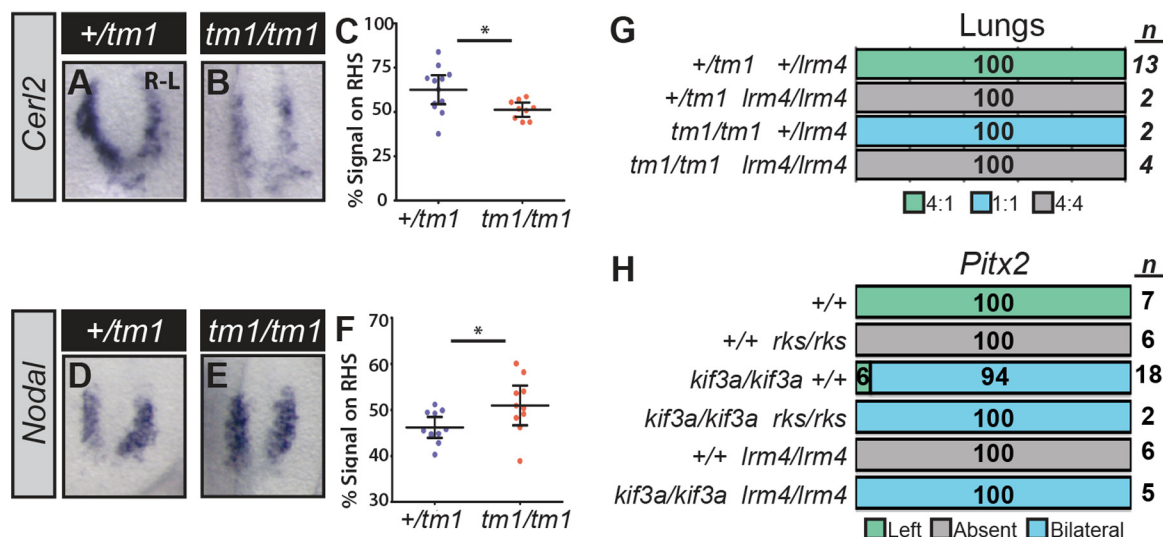 +/tm1 tm1/tm1
Cerl2
A R-L
B
C
% Signal on RHS
100
75
50
25
0
*
+/tm1 tm1/tm1
+/tm1 tm1/tm1
Nodal
D
E
F
% Signal on RHS
70
60
50
40
30
*
+/tm1 tm1/tm1
G Lungs n
+/tm1 +/lrm4 100 13
+/tm1 lrm4/lrm4 100 2
tm1/tm1 +/lrm4 100 2
tm1/tm1 lrm4/lrm4 100 4
4:1 1:1 4:4
H Pitx2 n
+/+ 100 7
+/+ rks/rks 100 6
kif3a/kif3a +/+ 6 94 18
kif3a/kif3a rks/rks 100 2
+/+ lrm4/lrm4 100 6
kif3a/kif3a lrm4/lrm4 100 5
Left Absent Bilateral